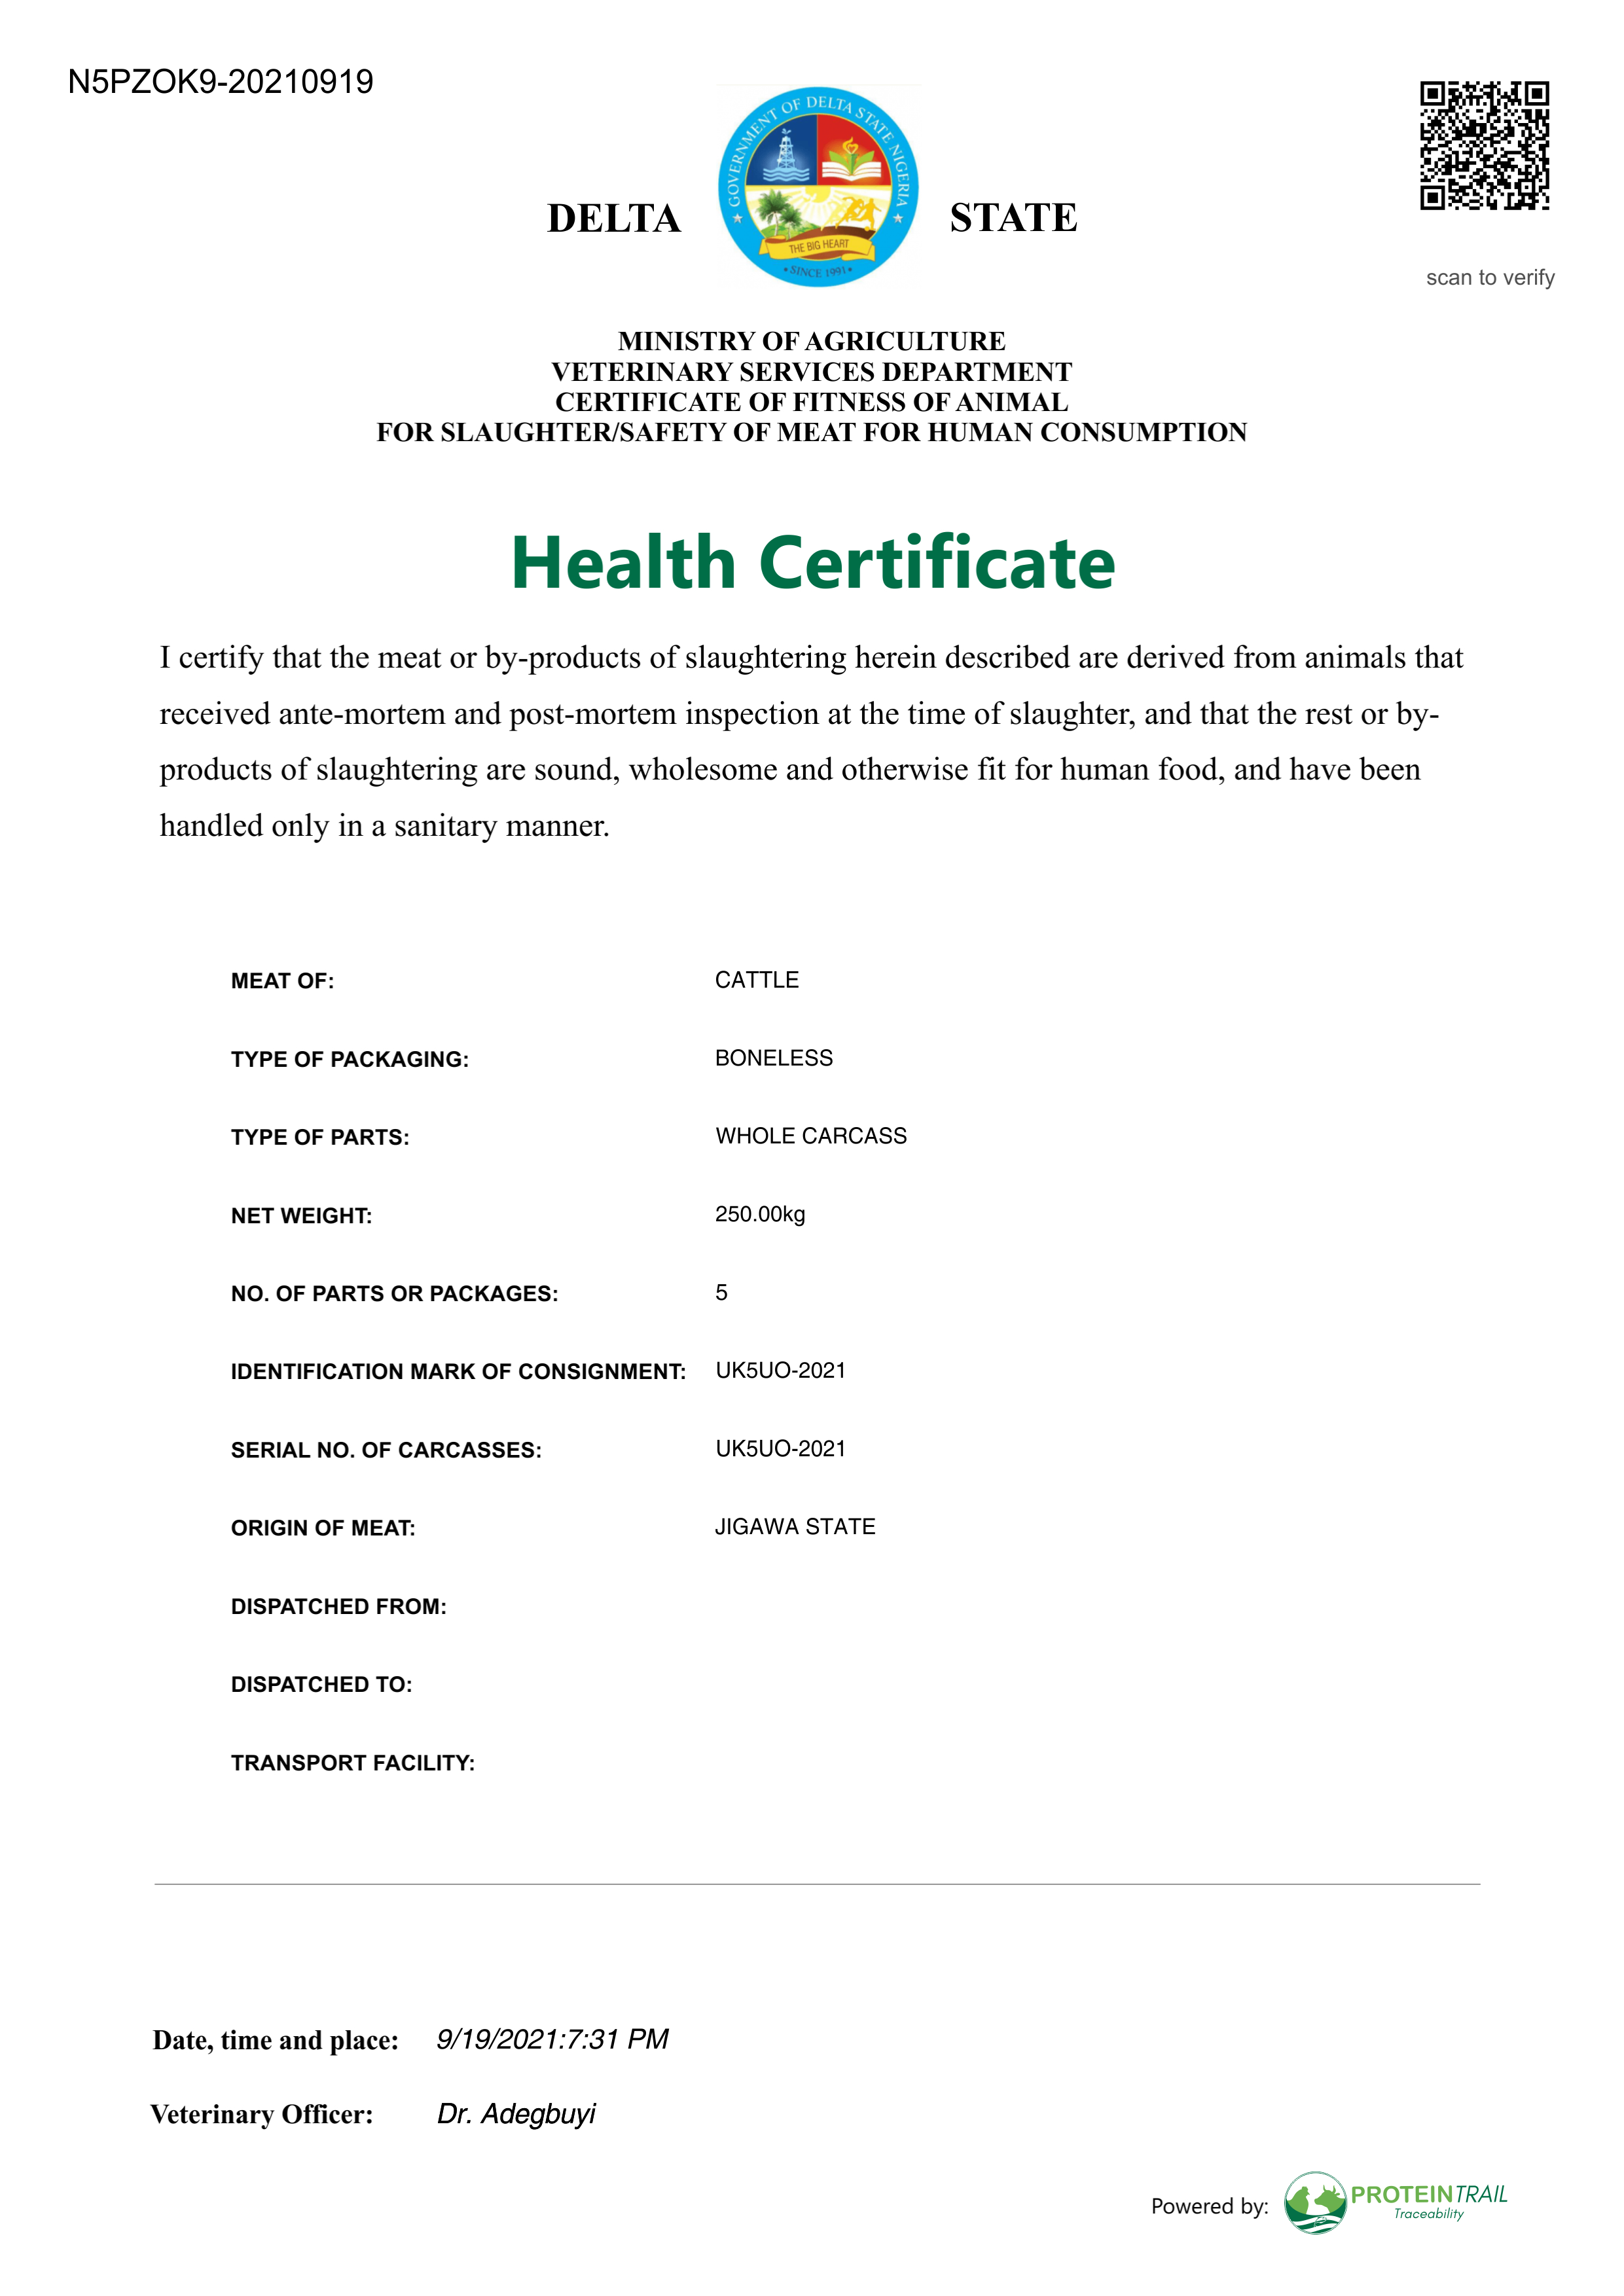 N5PZOK9-20210919
GOVERNMENT OF DELTA STATE NIGERIA
THE BIG HEART
SINCE 1991
DELTA STATE
scan to verify
MINISTRY OF AGRICULTURE
VETERINARY SERVICES DEPARTMENT
CERTIFICATE OF FITNESS OF ANIMAL
FOR SLAUGHTER/SAFETY OF MEAT FOR HUMAN CONSUMPTION
Health Certificate
I certify that the meat or by-products of slaughtering herein described are derived from animals that
received ante-mortem and post-mortem inspection at the time of slaughter, and that the rest or by-
products of slaughtering are sound, wholesome and otherwise fit for human food, and have been
handled only in a sanitary manner.
MEAT OF: CATTLE
TYPE OF PACKAGING: BONELESS
TYPE OF PARTS: WHOLE CARCASS
NET WEIGHT: 250.00kg
NO. OF PARTS OR PACKAGES: 5
IDENTIFICATION MARK OF CONSIGNMENT: UK5UO-2021
SERIAL NO. OF CARCASSES: UK5UO-2021
ORIGIN OF MEAT: JIGAWA STATE
DISPATCHED FROM:
DISPATCHED TO:
TRANSPORT FACILITY:
Date, time and place: 9/19/2021:7:31 PM
Veterinary Officer: Dr. Adegbuyi
Powered by: PROTEINTRAIL
Traceability